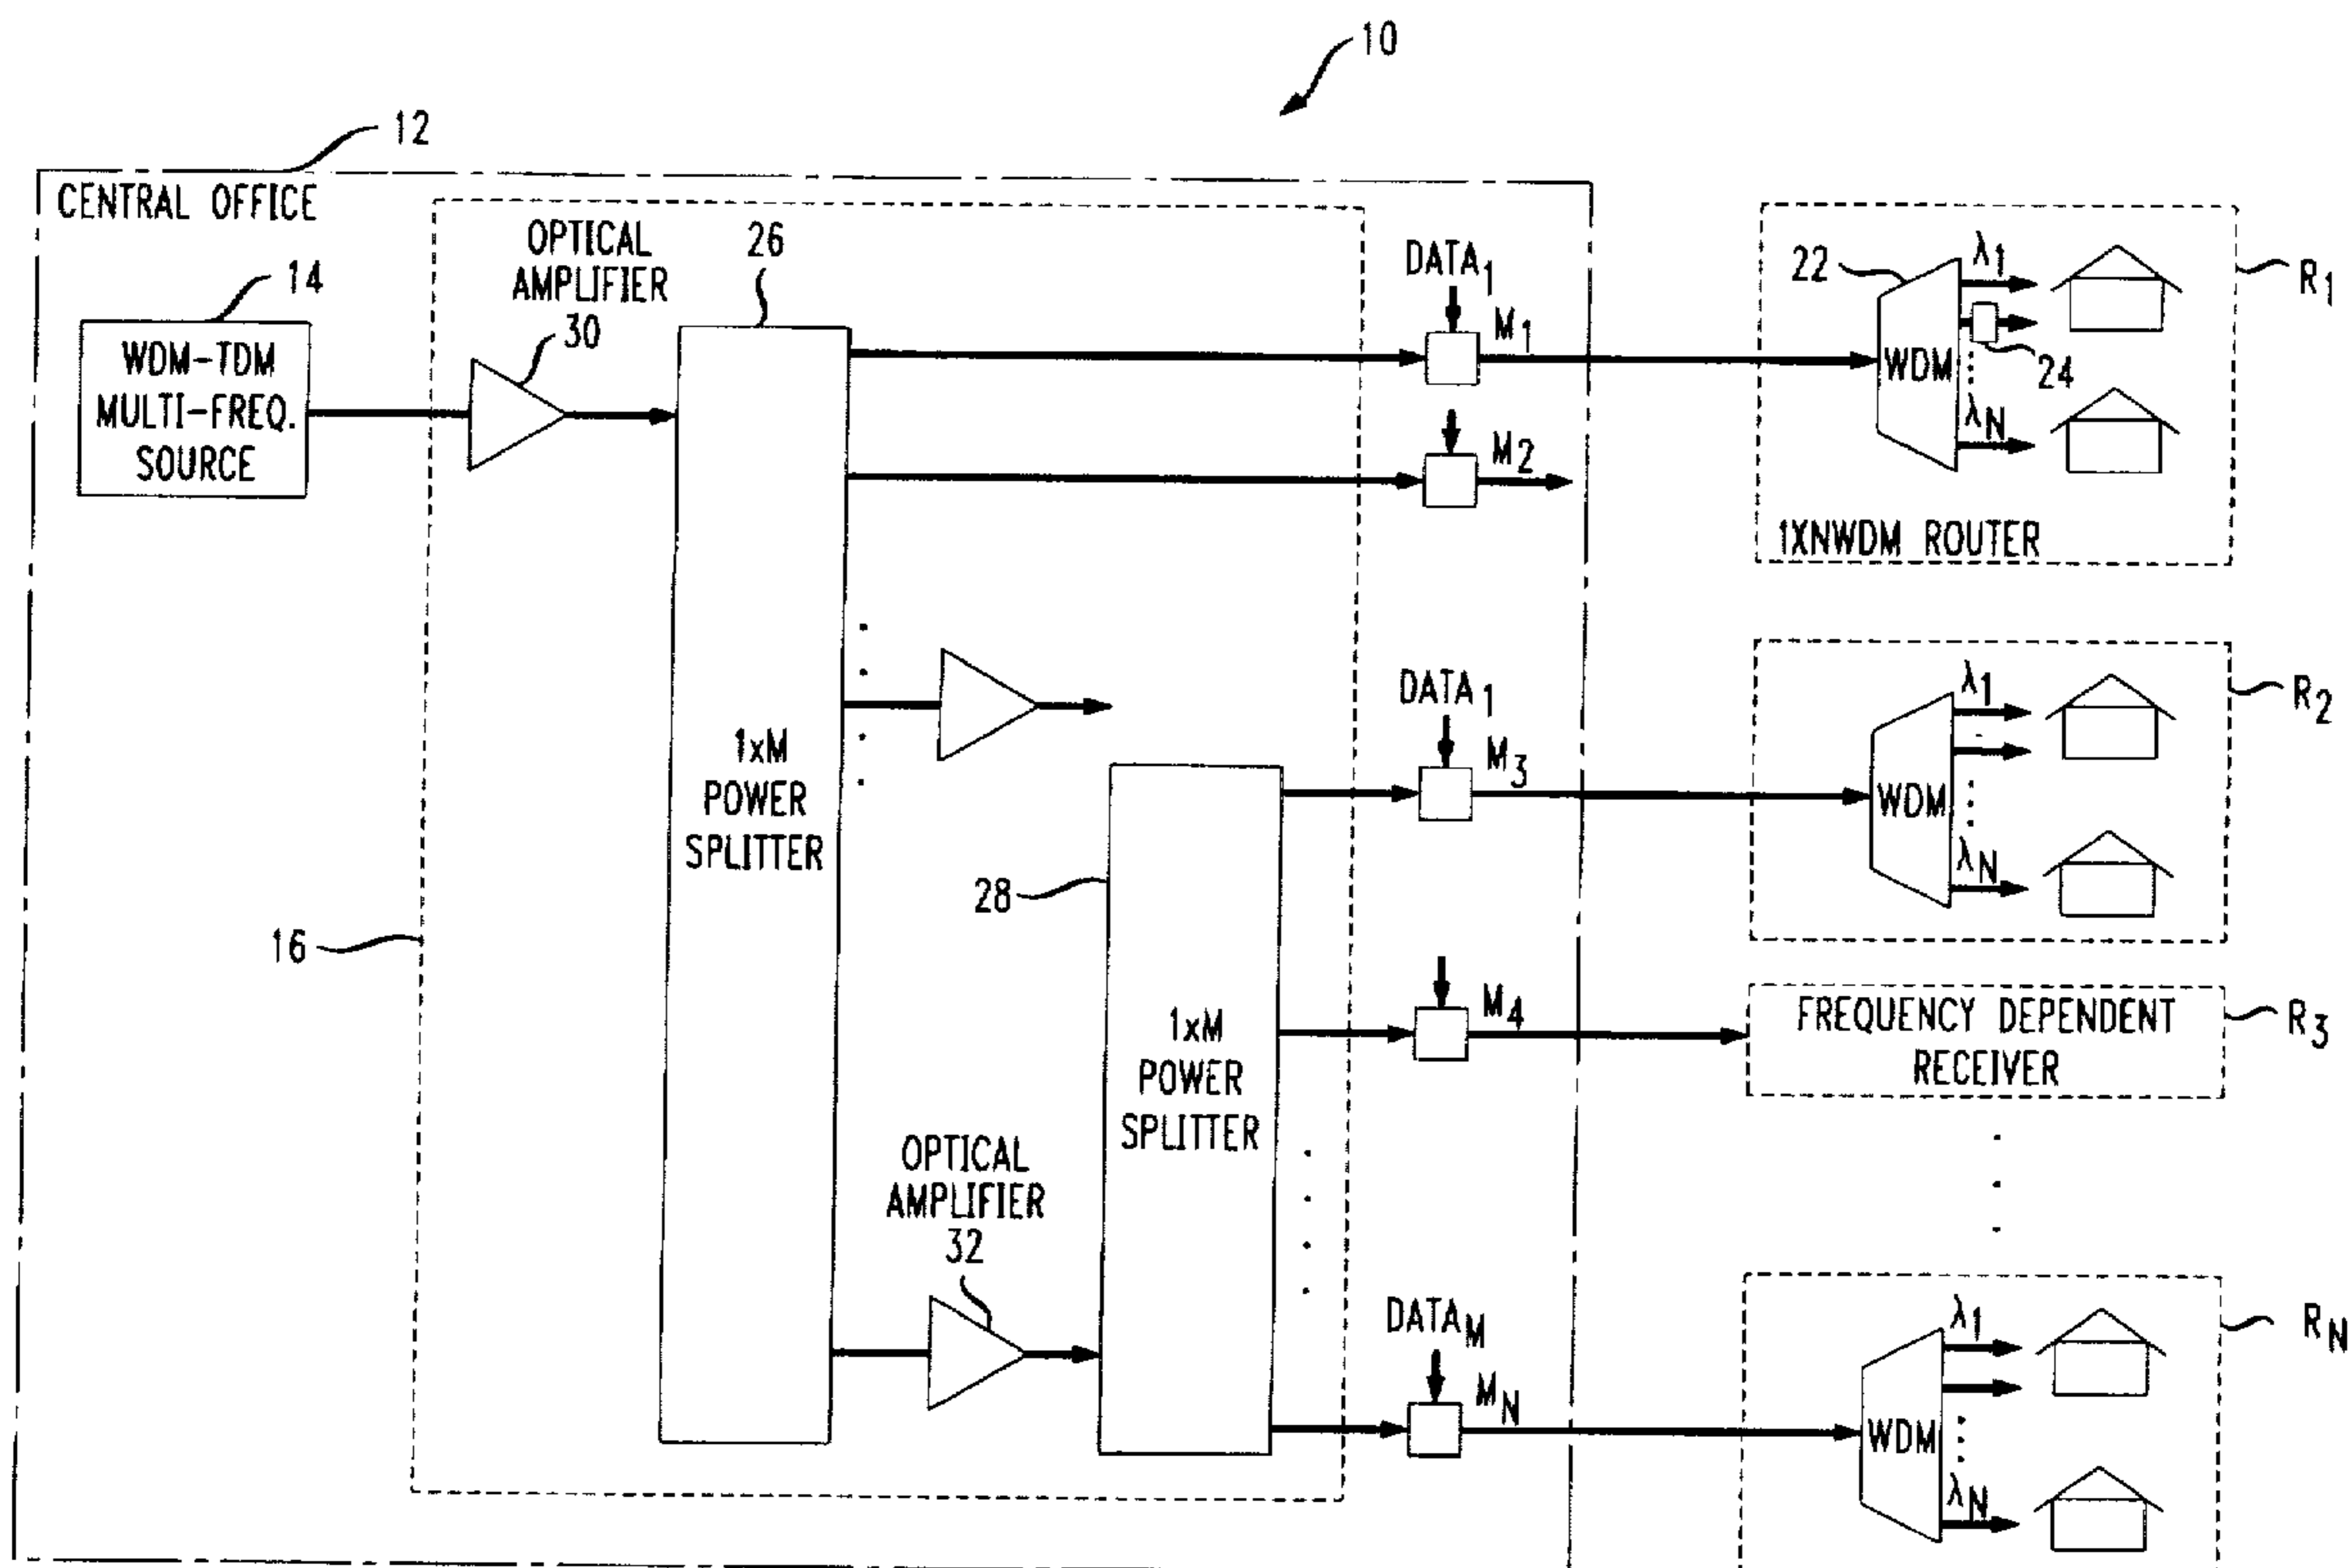 10
12
CENTRAL OFFICE
14
WDM-TDM
MULTI-FREQ.
SOURCE
OPTICAL
AMPLIFIER
30
26
1xM
POWER
SPLITTER
16
DATA1
M1
M2
22
WDM
λ1
24
λN
1XNWDM ROUTER
R1
DATA1
M3
WDM
λ1
λN
R2
28
1xM
POWER
SPLITTER
M4
FREQUENCY DEPENDENT
RECEIVER
R3
OPTICAL
AMPLIFIER
32
DATAM
MN
WDM
λ1
λN
RN